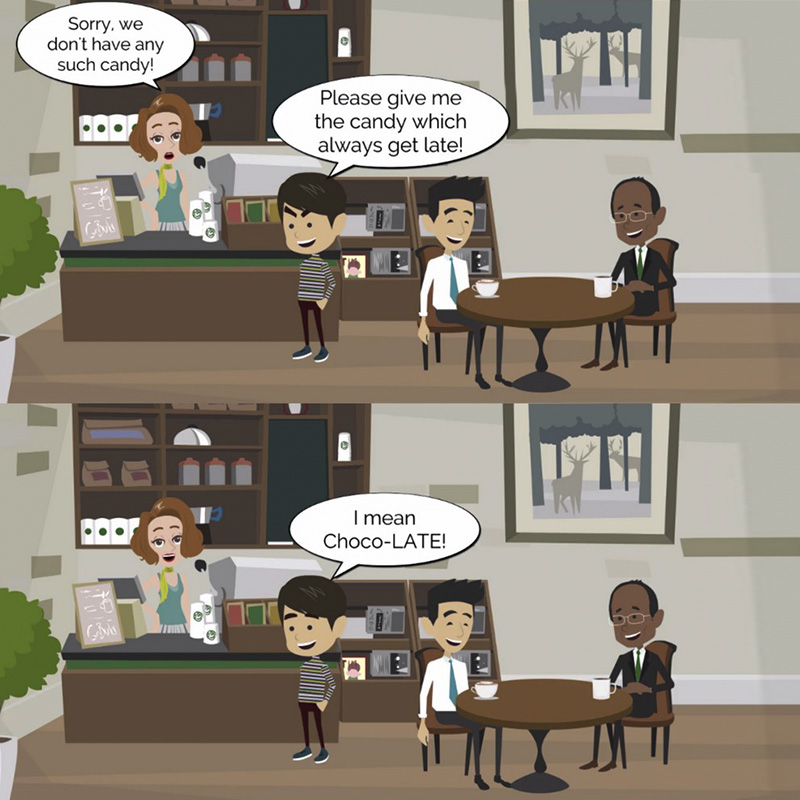 Sorry, we
don't have any
such candy!
Please give me
the candy which
always get late!
I mean
Choco-LATE!